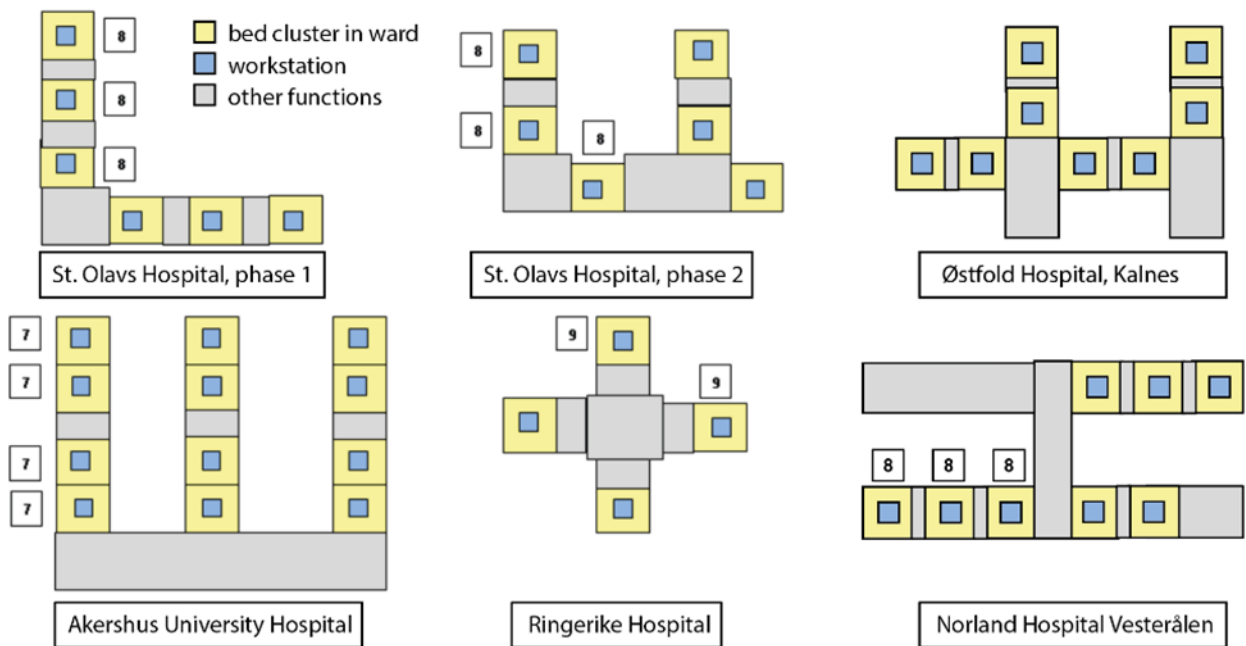 8
bed cluster in ward
workstation
other functions
8
8
St. Olavs Hospital, phase 1
8
8
8
St. Olavs Hospital, phase 2
Østfold Hospital, Kalnes
7
7
7
7
Akershus University Hospital
9
9
Ringerike Hospital
8 8 8
Norland Hospital Vesterålen